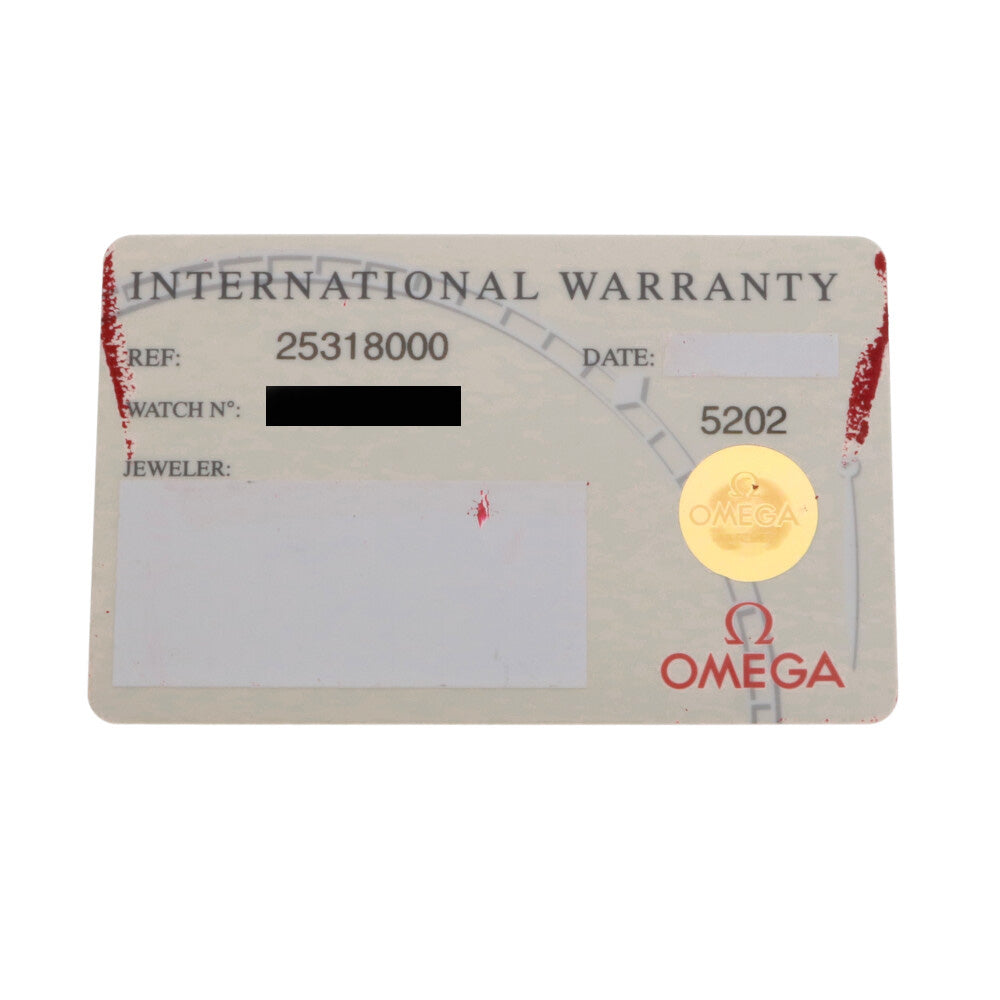 INTERNATIONAL WARRANTY
REF: 25318000
DATE:
WATCH N°:
5202
JEWELER:
Ω
OMEGA
Ω
OMEGA